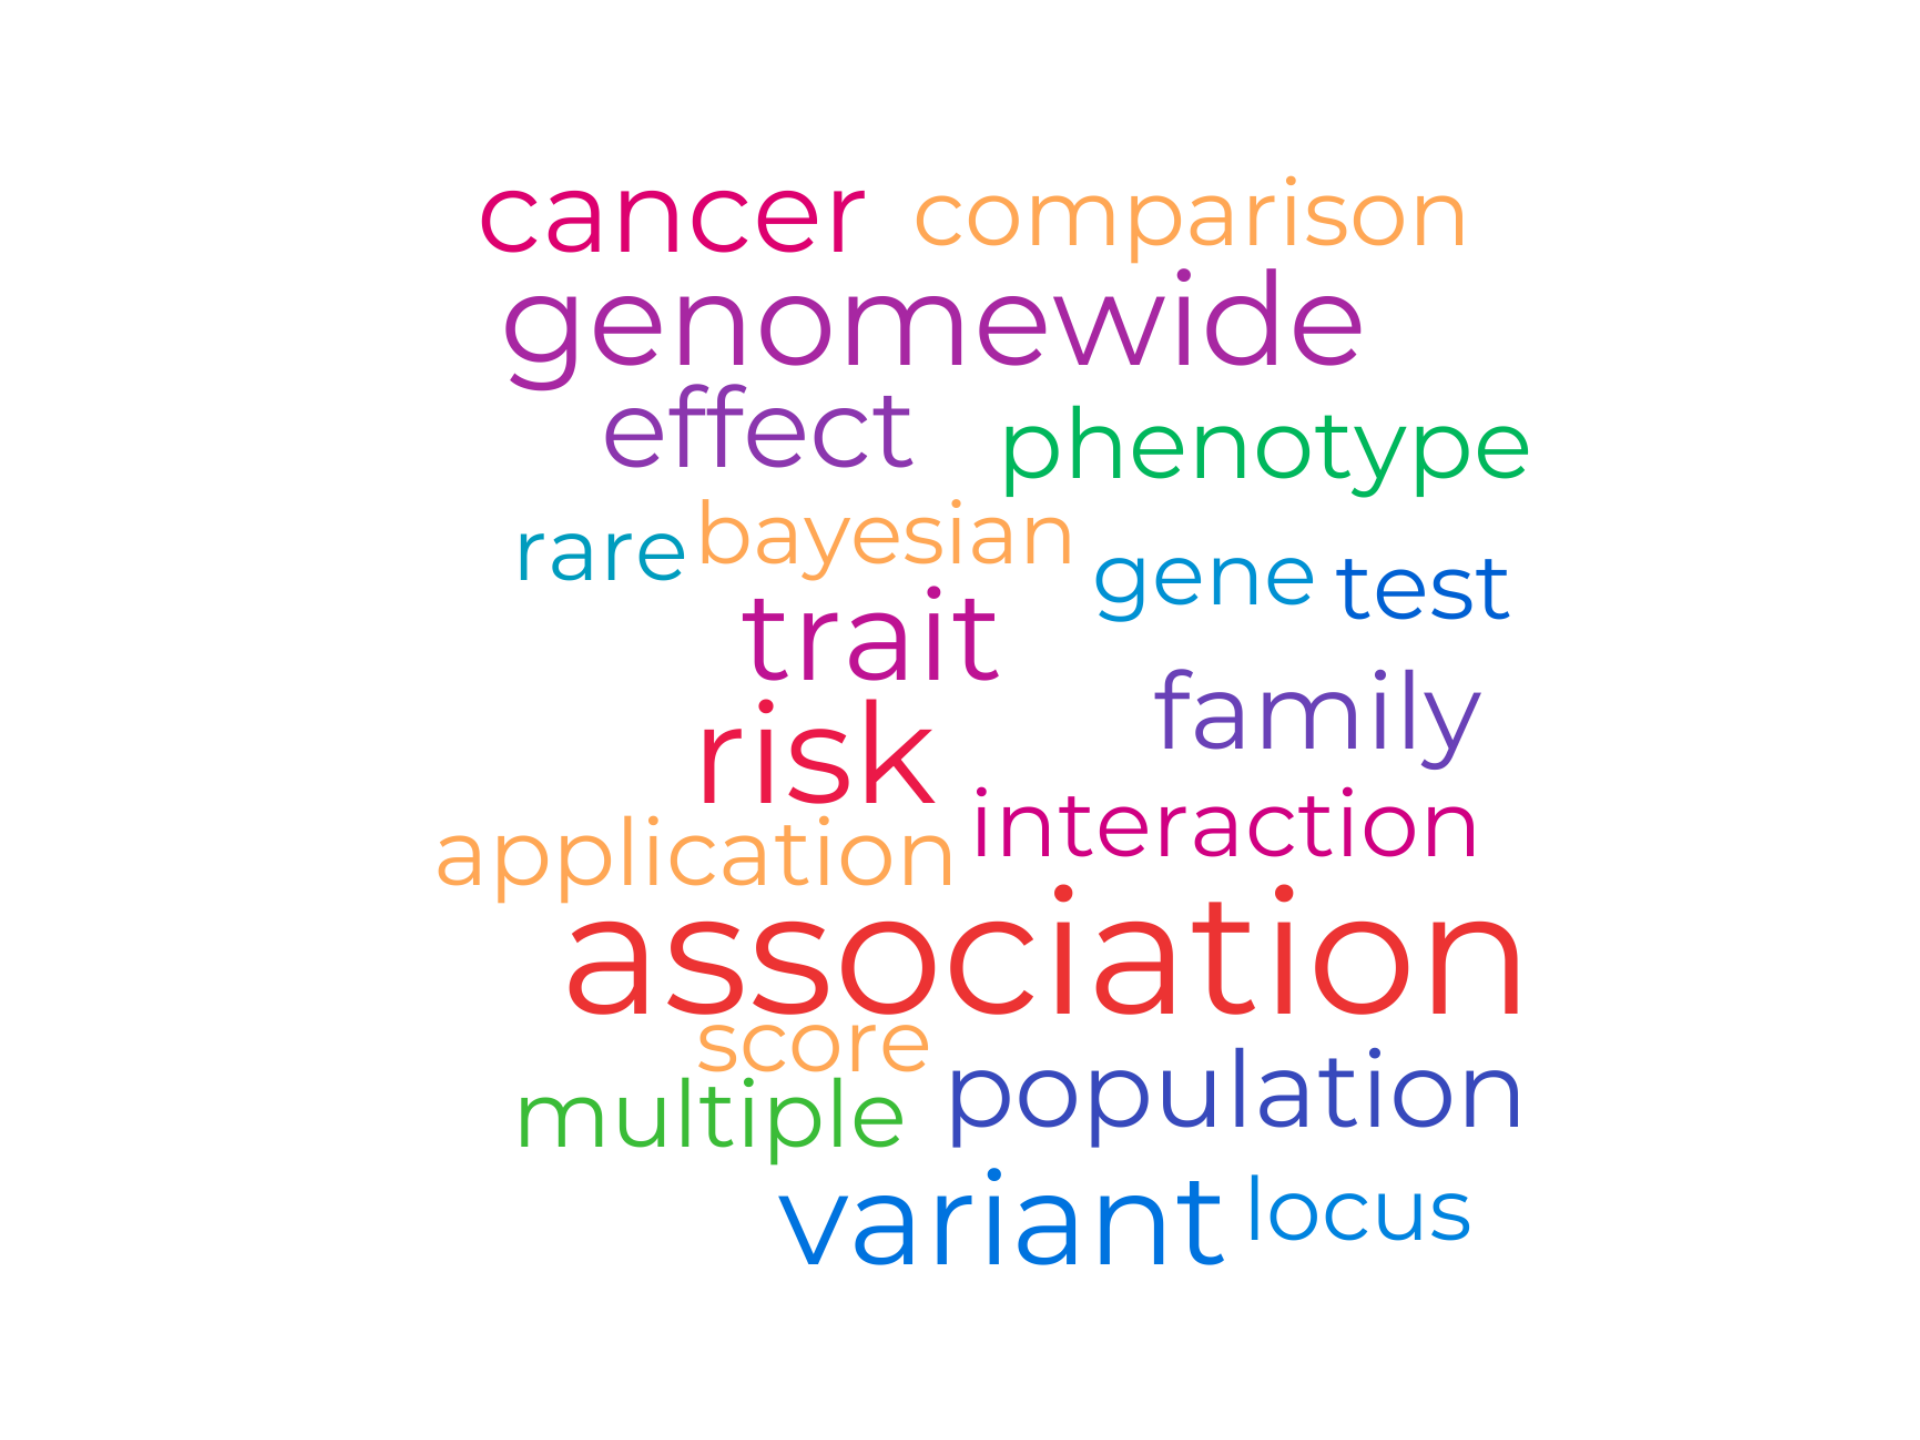 cancer comparison
genomewide
effect phenotype
rare bayesian gene test
trait
family
risk
application interaction
association
score
multiple population
variant locus